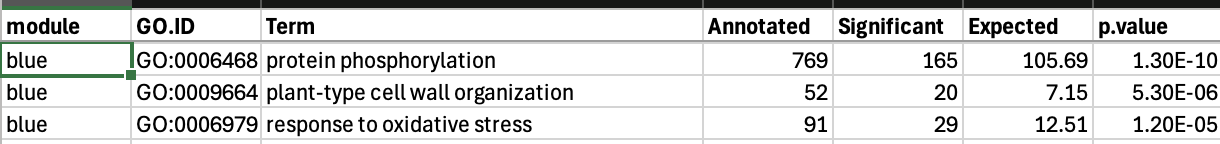 module GO.ID Term Annotated Significant Expected p.value
blue GO:0006468 protein phosphorylation 769 165 105.69 1.30E-10
blue GO:0009664 plant-type cell wall organization 52 20 7.15 5.30E-06
blue GO:0006979 response to oxidative stress 91 29 12.51 1.20E-05